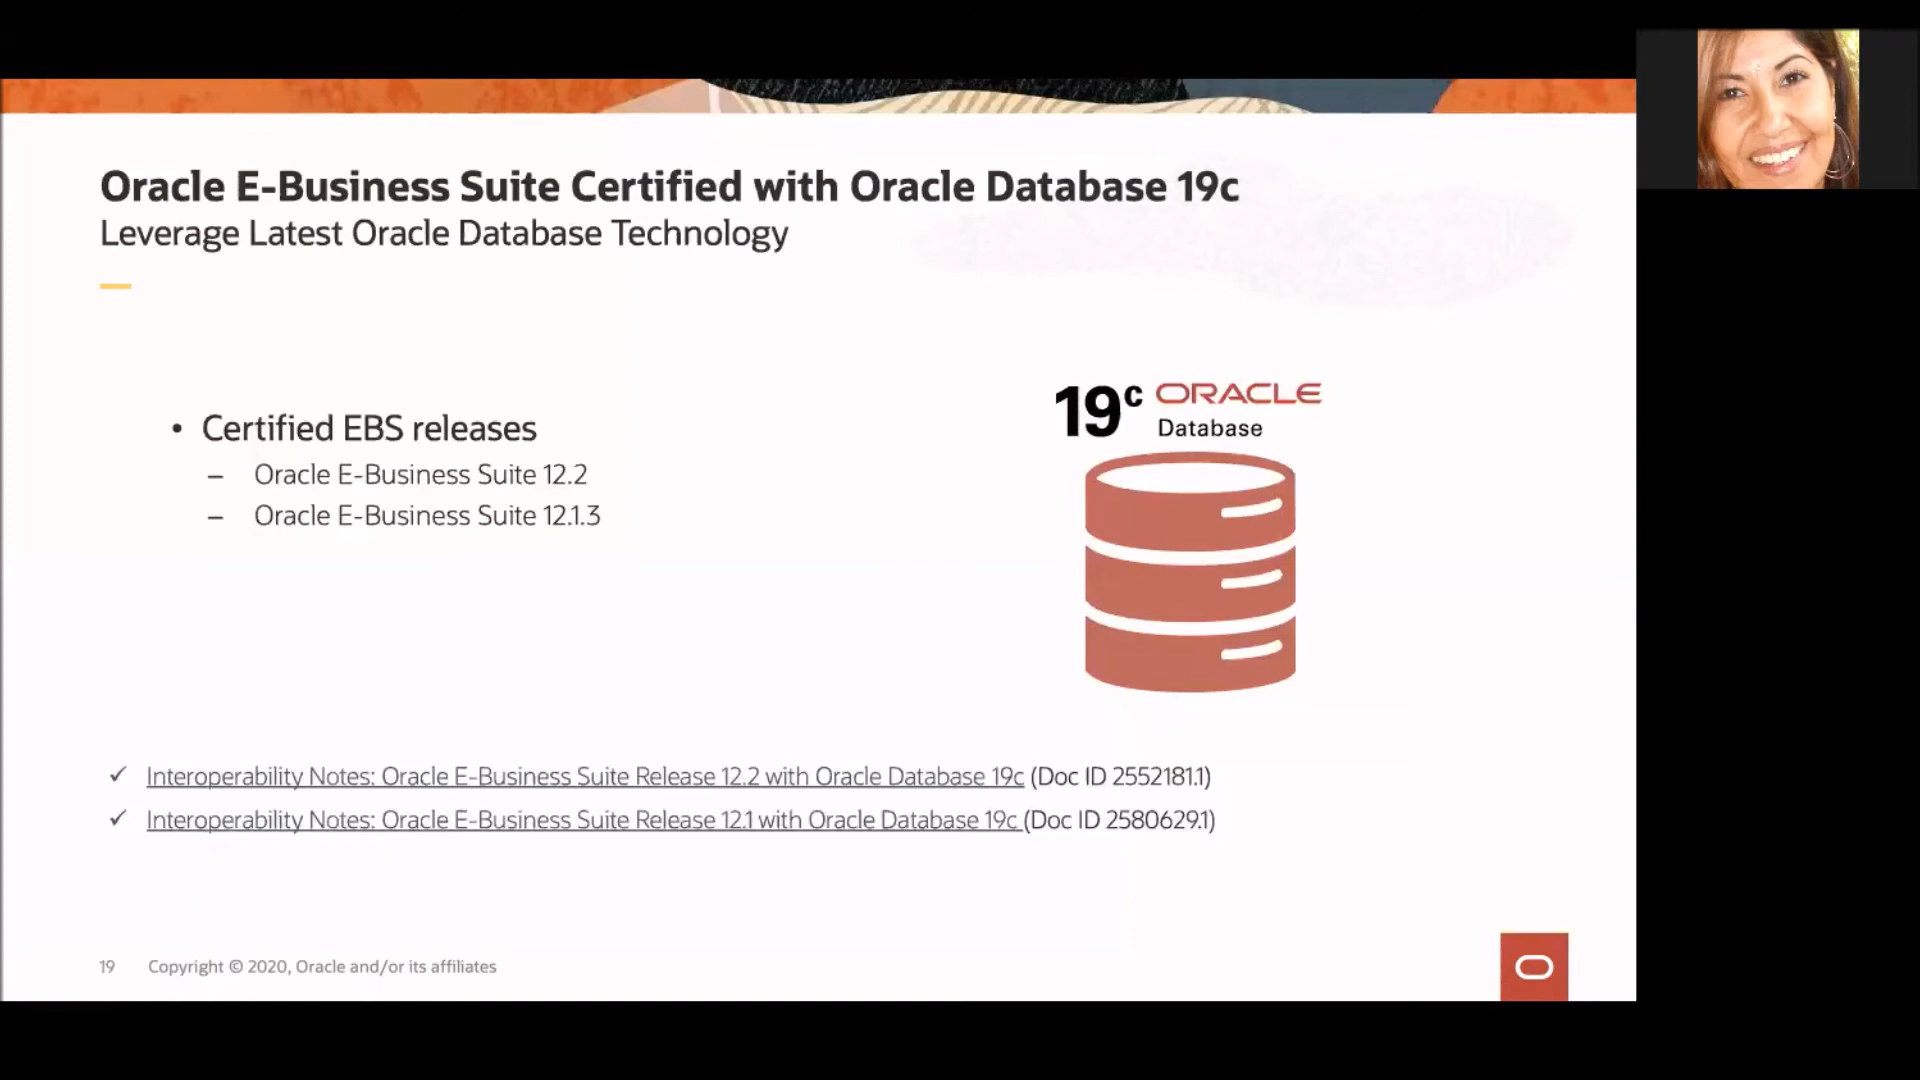 Oracle E-Business Suite Certified with Oracle Database 19c
Leverage Latest Oracle Database Technology
• Certified EBS releases
– Oracle E-Business Suite 12.2
– Oracle E-Business Suite 12.1.3
19c ORACLE
Database
✓ Interoperability Notes: Oracle E-Business Suite Release 12.2 with Oracle Database 19c (Doc ID 2552181.1)
✓ Interoperability Notes: Oracle E-Business Suite Release 12.1 with Oracle Database 19c (Doc ID 2580629.1)
19 Copyright © 2020, Oracle and/or its affiliates